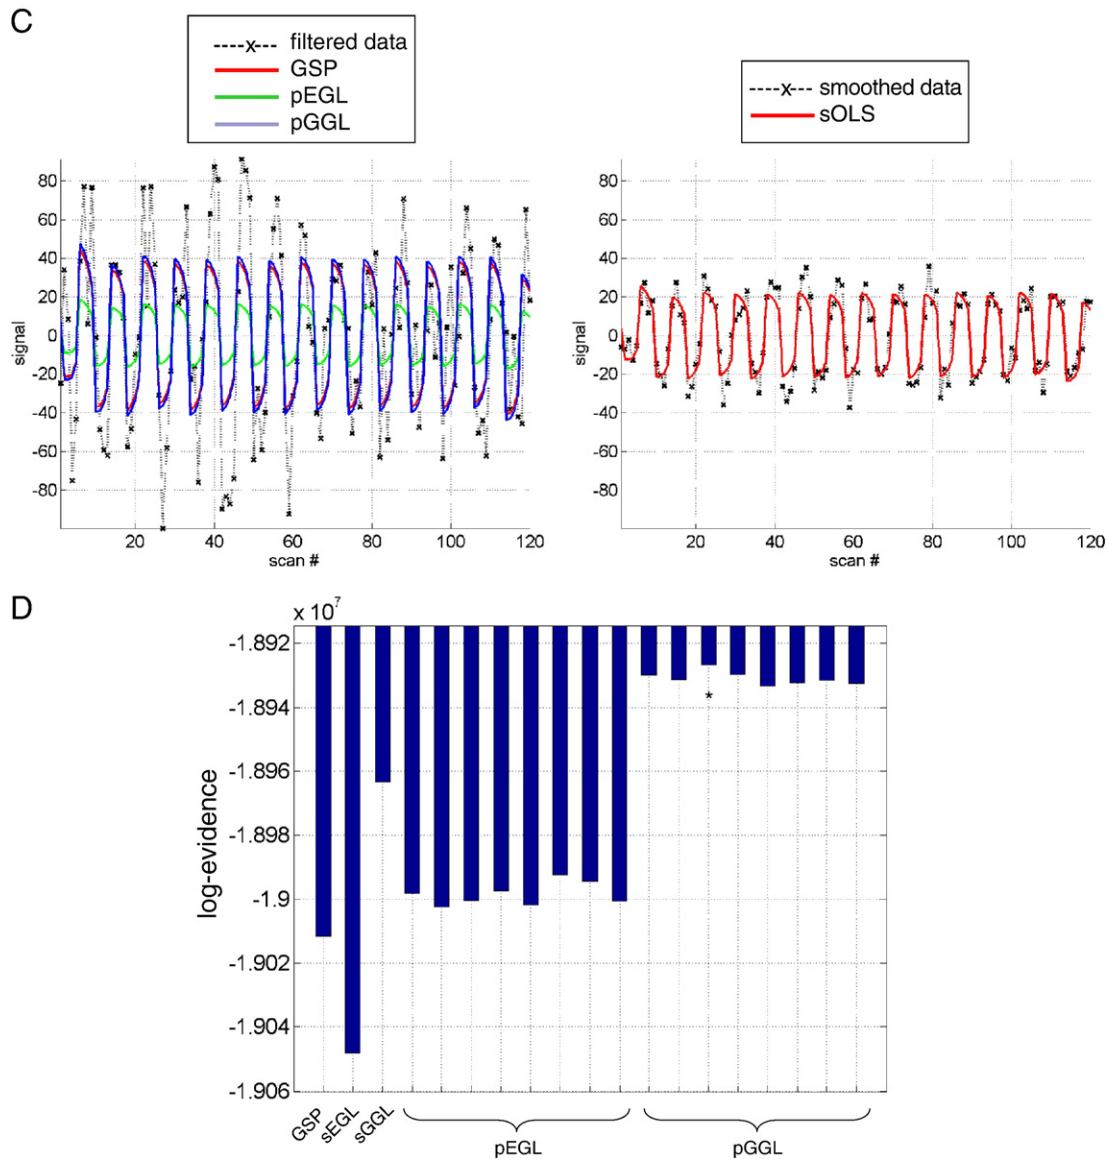 C
---x--- filtered data
GSP
pEGL
pGGL
---x--- smoothed data
sOLS
80
60
40
20
0
-20
-40
-60
-80
signal
20 40 60 80 100 120
scan #
80
60
40
20
0
-20
-40
-60
-80
signal
20 40 60 80 100 120
scan #
D
x 10^7
-1.892
-1.894
-1.896
-1.898
-1.9
-1.902
-1.904
-1.906
log-evidence
*
GSP sEGL sGGL
pEGL pGGL